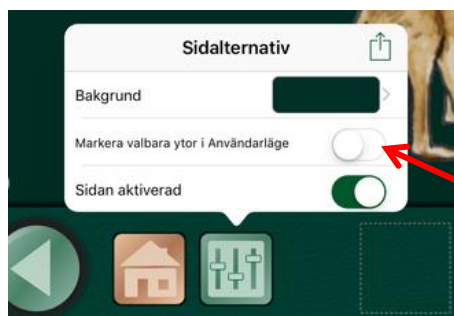 Sidalternativ
Bakgrund
Markera valbara ytor i Användarläge
Sidan aktiverad